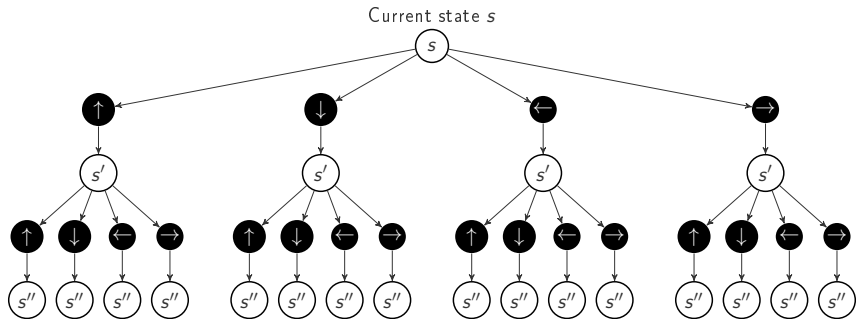 Current state s
s
↑ ↓ ← →
s′ s′ s′ s′
↑ ↓ ← → ↑ ↓ ← → ↑ ↓ ← → ↑ ↓ ← →
s″ s″ s″ s″ s″ s″ s″ s″ s″ s″ s″ s″ s″ s″ s″ s″